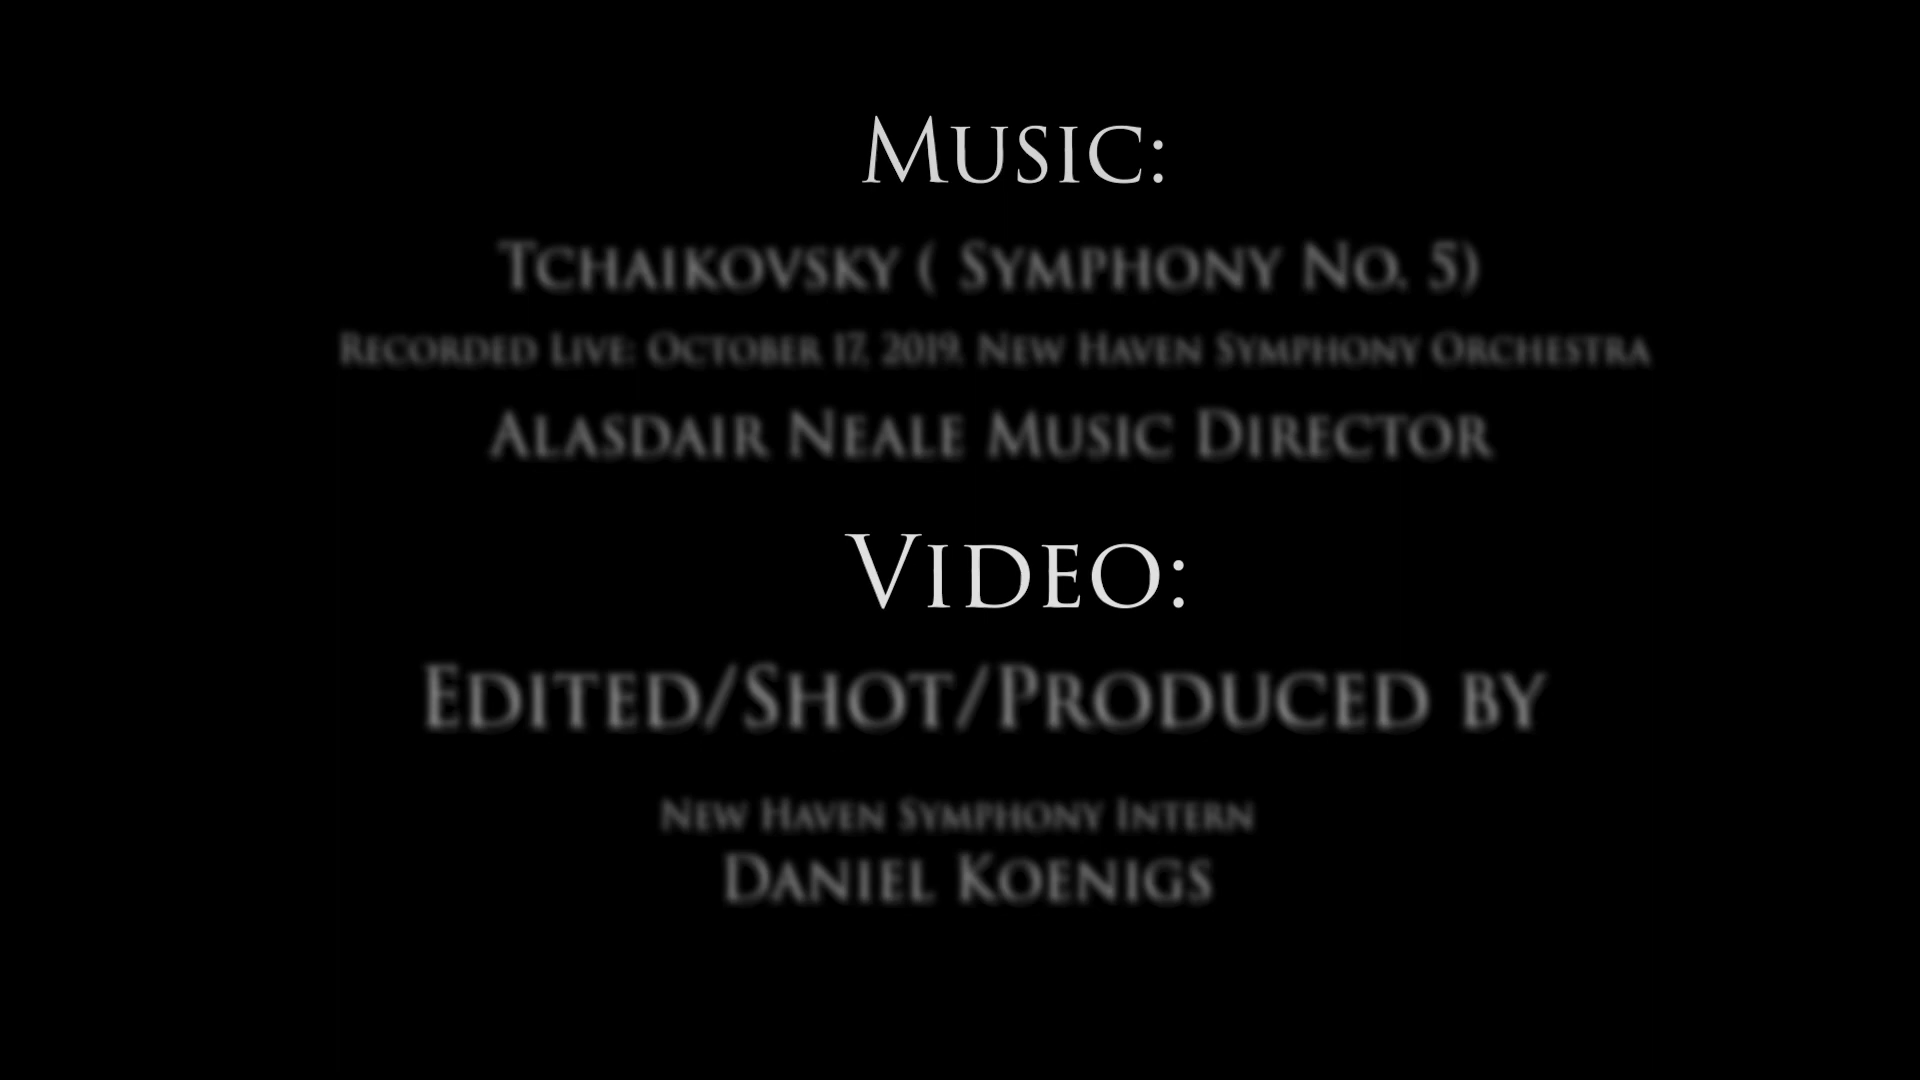 Music:
Tchaikovsky ( Symphony No. 5)
Recorded Live: October 17, 2019. New Haven Symphony Orchestra
Alasdair Neale Music Director
Video:
Edited/Shot/Produced by
New Haven Symphony Intern
Daniel Koenigs